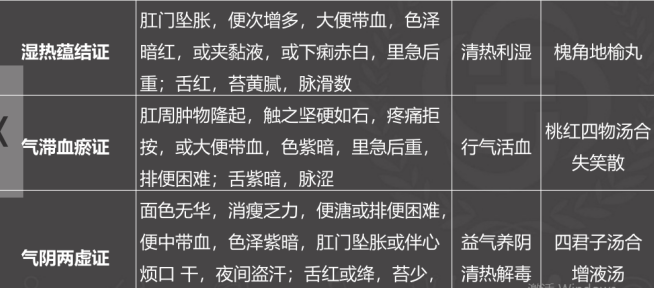 湿热蕴结证
肛门坠胀，便次增多，大便带血，色泽
暗红，或夹黏液，或下痢赤白，里急后
重；舌红，苔黄腻，脉滑数
清热利湿
槐角地榆丸
气滞血瘀证
肛周肿物隆起，触之坚硬如石，疼痛拒
按，或大便带血，色紫暗，里急后重，
排便困难；舌紫暗，脉涩
行气活血
桃红四物汤合
失笑散
气阴两虚证
面色无华，消瘦乏力，便溏或排便困难，
便中带血，色泽紫暗，肛门坠胀或伴心
烦口 干，夜间盗汗；舌红或绛，苔少，
益气养阴
清热解毒
四君子汤合
增液汤
激活 Windows